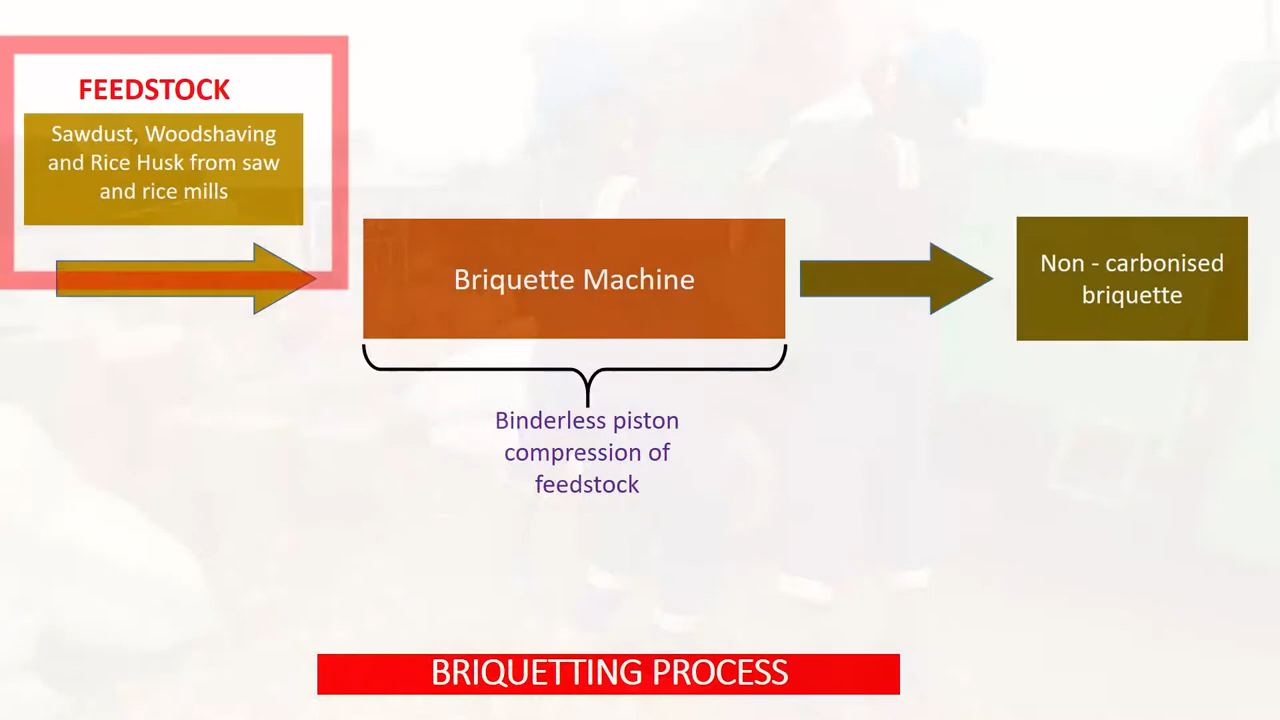 FEEDSTOCK
Sawdust, Woodshaving
and Rice Husk from saw
and rice mills
Briquette Machine
Non - carbonised
briquette
Binderless piston
compression of
feedstock
BRIQUETTING PROCESS